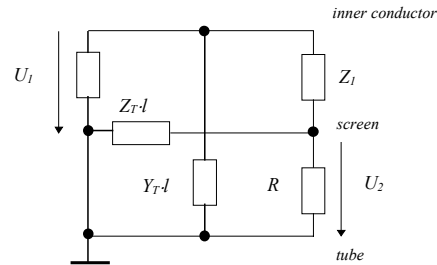 inner conductor
U1
Z1
ZT·l
screen
YT·l
R
U2
tube